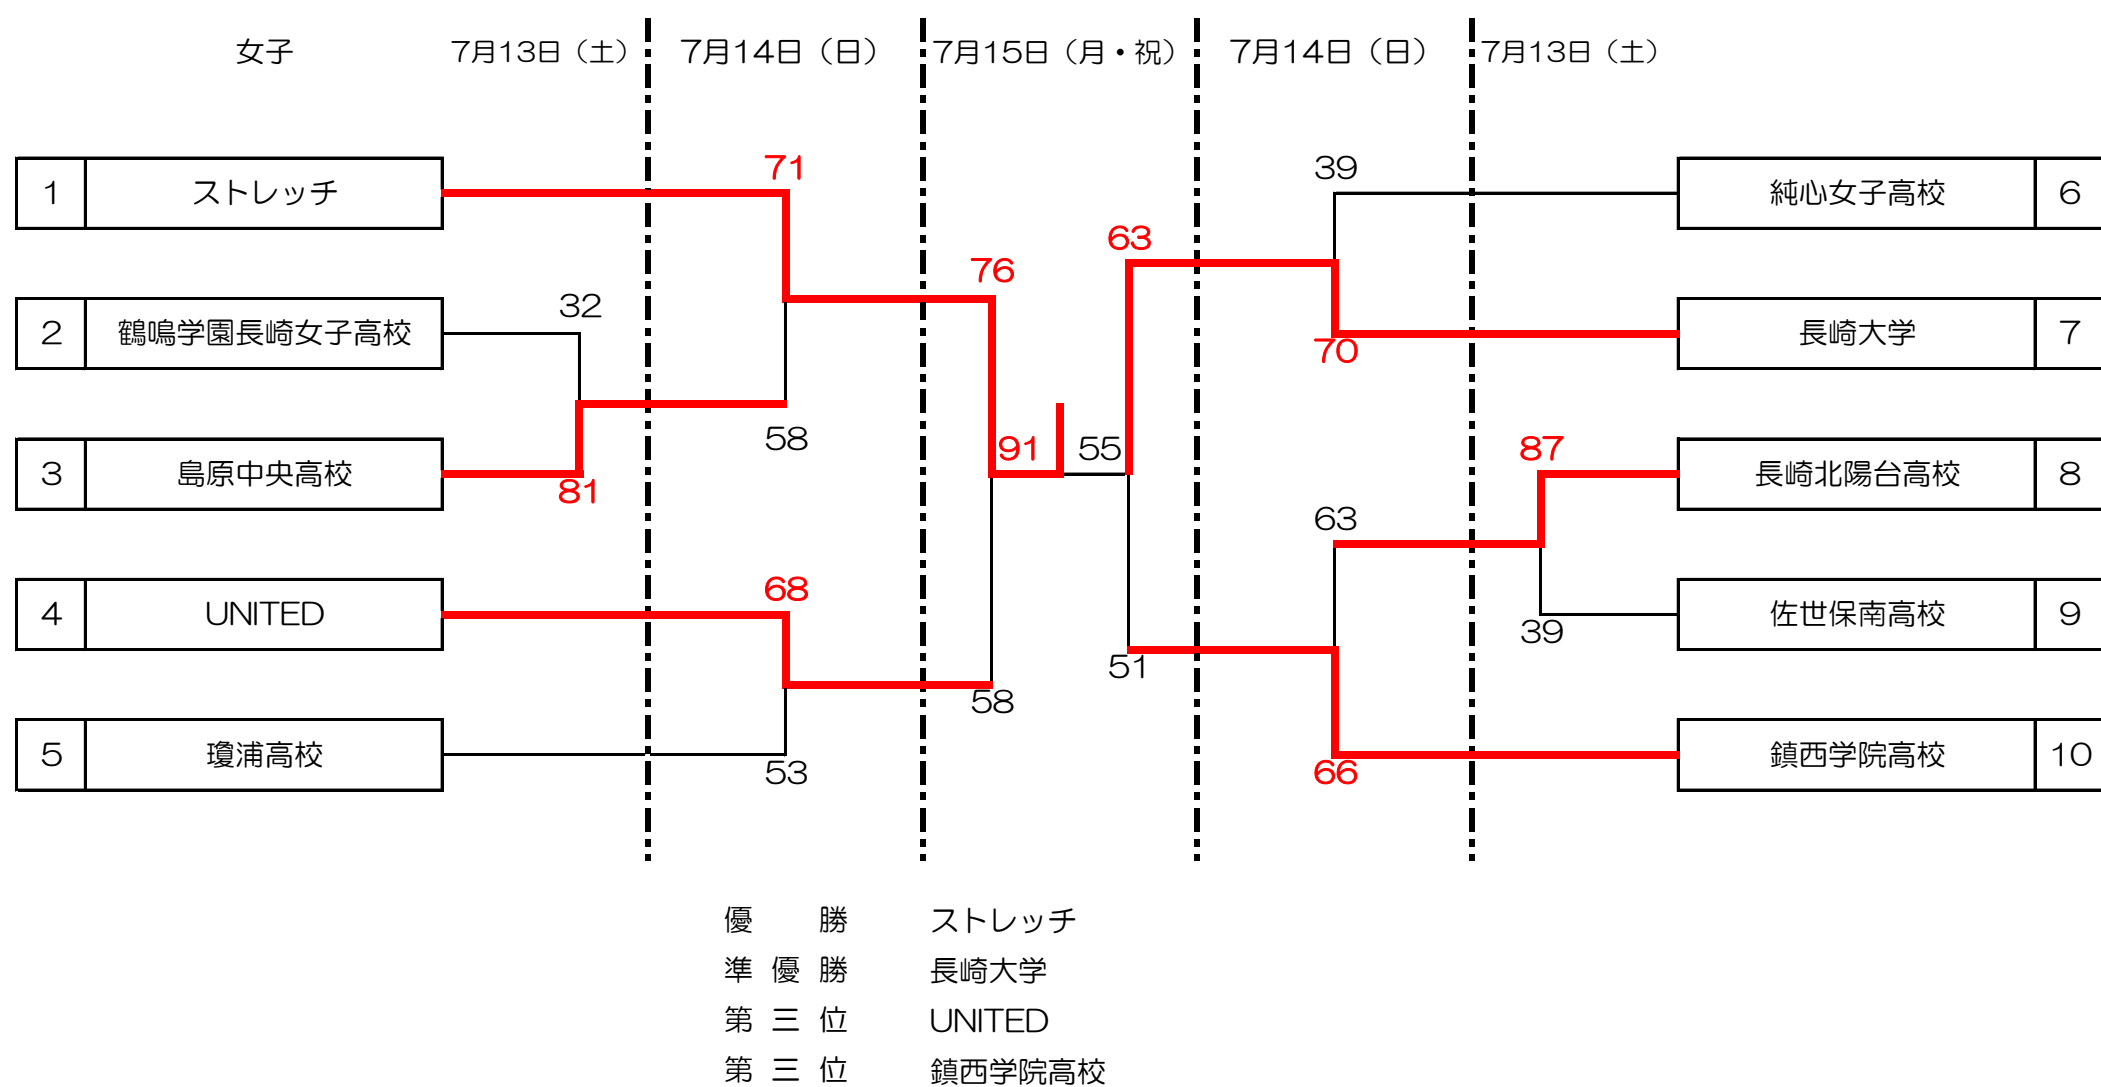 女子 7月13日（土） 7月14日（日） 7月15日（月・祝） 7月14日（日） 7月13日（土）
71 39
1 ストレッチ 純心女子高校 6
63
76
32
2 鶴鳴学園長崎女子高校 長崎大学 7
70
58 91 55 87
3 島原中央高校 長崎北陽台高校 8
81
63
68
4 UNITED 佐世保南高校 9
39
51
58
5 瓊浦高校 鎮西学院高校 10
53 66
優勝 ストレッチ
準優勝 長崎大学
第三位 UNITED
第三位 鎮西学院高校